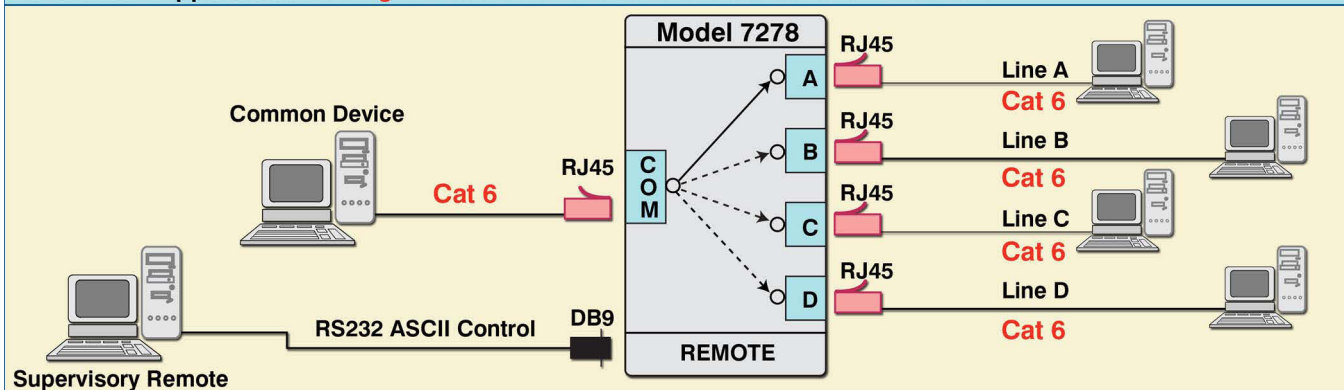 Model 7278
RJ45
A
Line A
Cat 6
Common Device
RJ45
B
Line B
Cat 6
RJ45
COM
Cat 6
RJ45
C
Line C
Cat 6
RJ45
D
Line D
Cat 6
DB9
RS232 ASCII Control
REMOTE
Supervisory Remote